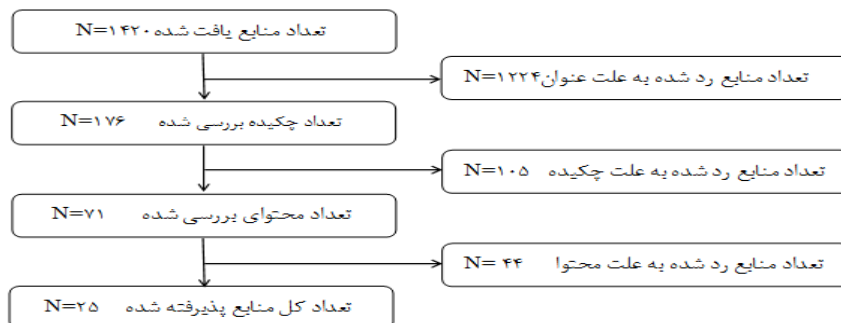 تعداد منابع یافت شده N=۱۴۲۰
تعداد منابع رد شده به علت عنوان N=۱۲۲۴
تعداد چکیده بررسی شده N=۱۷۶
تعداد منابع رد شده به علت چکیده N=۱۰۵
تعداد محتوای بررسی شده N=۷۱
تعداد منابع رد شده به علت محتوا N= ۴۴
تعداد کل منابع پذیرفته شده N=۲۵